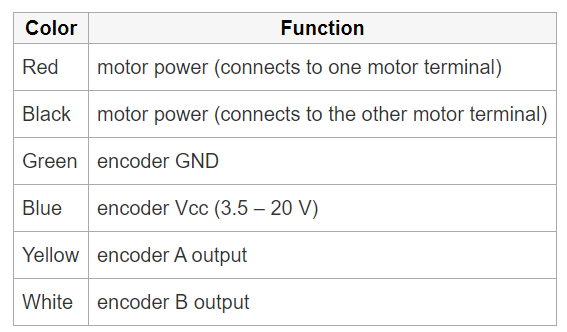 Color Function
Red motor power (connects to one motor terminal)
Black motor power (connects to the other motor terminal)
Green encoder GND
Blue encoder Vcc (3.5 – 20 V)
Yellow encoder A output
White encoder B output